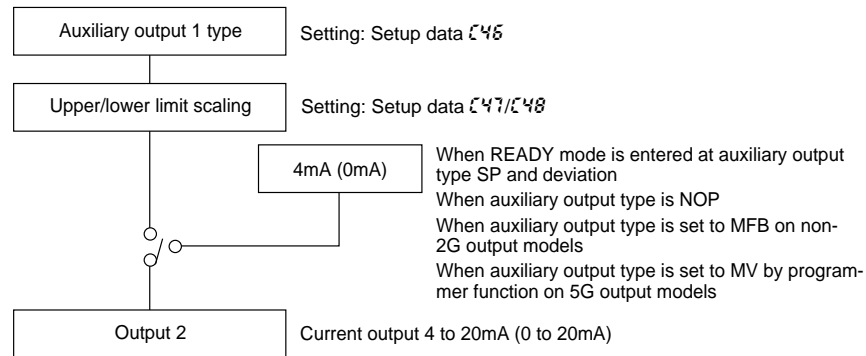 Auxiliary output 1 type
Setting: Setup data C46
Upper/lower limit scaling
Setting: Setup data C47/C48
4mA (0mA)
When READY mode is entered at auxiliary output
type SP and deviation
When auxiliary output type is NOP
When auxiliary output type is set to MFB on non-
2G output models
When auxiliary output type is set to MV by program-
mer function on 5G output models
Output 2
Current output 4 to 20mA (0 to 20mA)